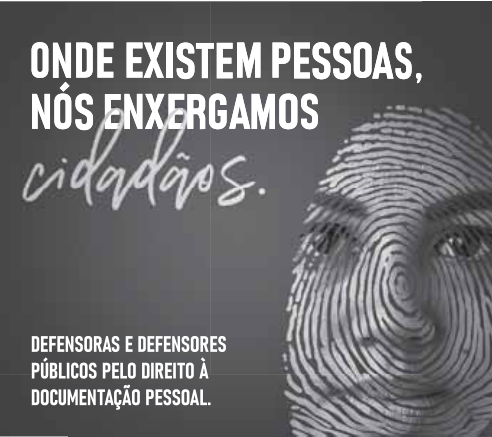 ONDE EXISTEM PESSOAS,
NÓS ENXERGAMOS
cidadãos.
DEFENSORAS E DEFENSORES
PÚBLICOS PELO DIREITO À
DOCUMENTAÇÃO PESSOAL.